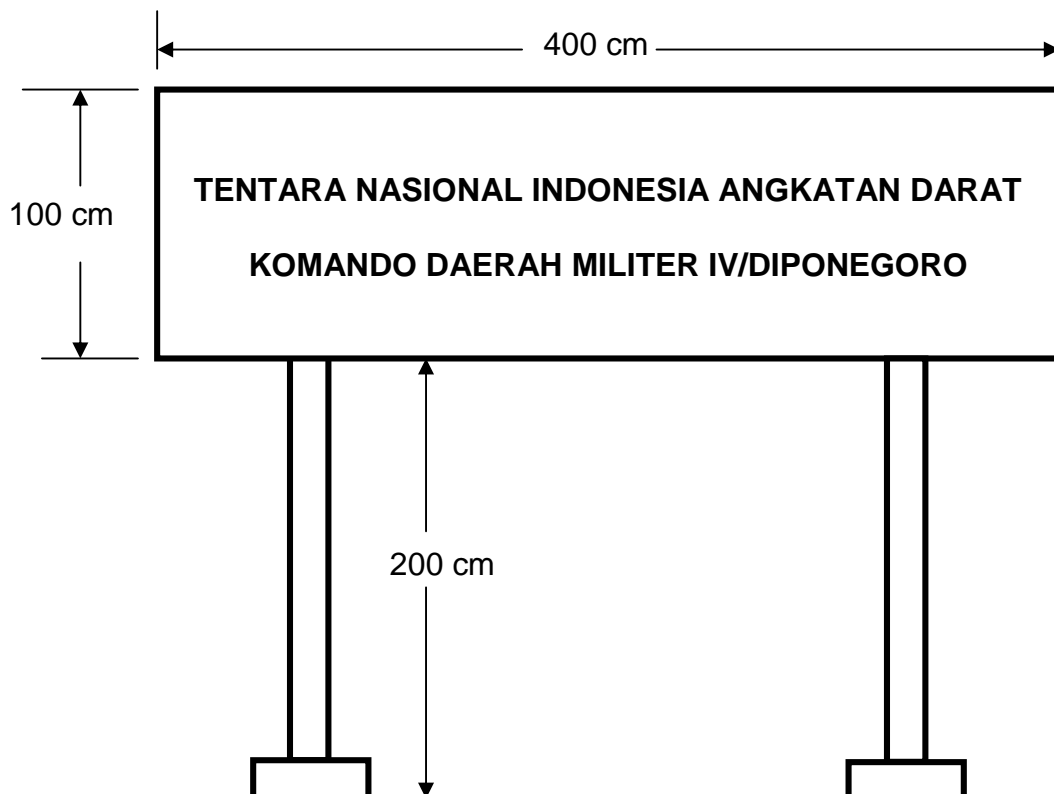 400 cm
TENTARA NASIONAL INDONESIA ANGKATAN DARAT
100 cm
KOMANDO DAERAH MILITER IV/DIPONEGORO
200 cm